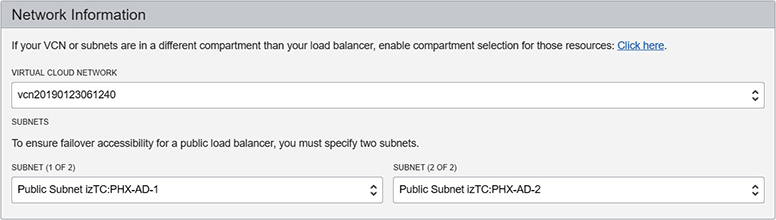 Network Information
If your VCN or subnets are in a different compartment than your load balancer, enable compartment selection for those resources: Click here.
VIRTUAL CLOUD NETWORK
vcn20190123061240
SUBNETS
To ensure failover accessibility for a public load balancer, you must specify two subnets.
SUBNET (1 OF 2)
SUBNET (2 OF 2)
Public Subnet izTC:PHX-AD-1
Public Subnet izTC:PHX-AD-2